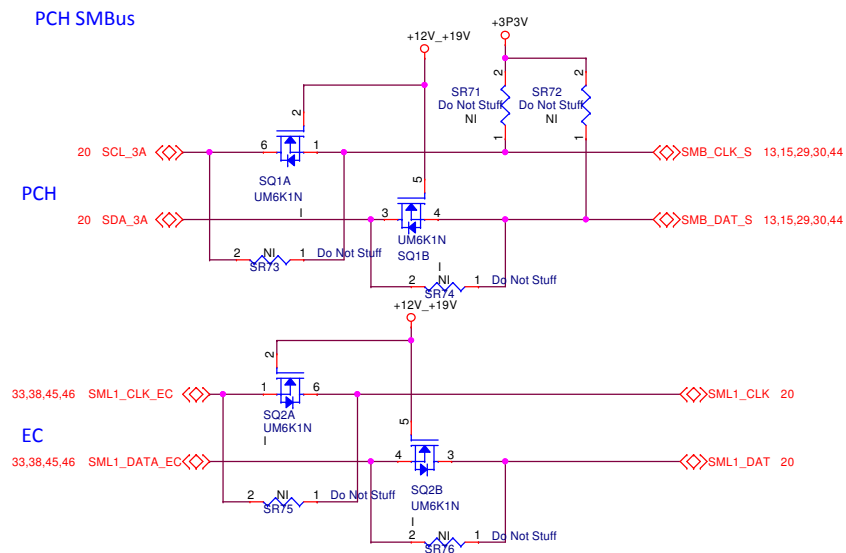 PCH SMBus
+12V_+19V
+3P3V
2
2
SR71
Do Not Stuff
NI
1
SR72
Do Not Stuff
NI
1
2
20 SCL_3A
6
1
SMB_CLK_S 13,15,29,30,44
SQ1A
UM6K1N
I
PCH
5
20 SDA_3A
3
4
SMB_DAT_S 13,15,29,30,44
UM6K1N
SQ1B
I
2
NI
1
Do Not Stuff
SR73
2
NI
1
Do Not Stuff
SR74
+12V_+19V
2
33,38,45,46 SML1_CLK_EC
1
6
SML1_CLK 20
SQ2A
UM6K1N
I
EC
5
33,38,45,46 SML1_DATA_EC
4
3
SML1_DAT 20
SQ2B
UM6K1N
I
2
NI
1
Do Not Stuff
SR75
2
NI
1
Do Not Stuff
SR76